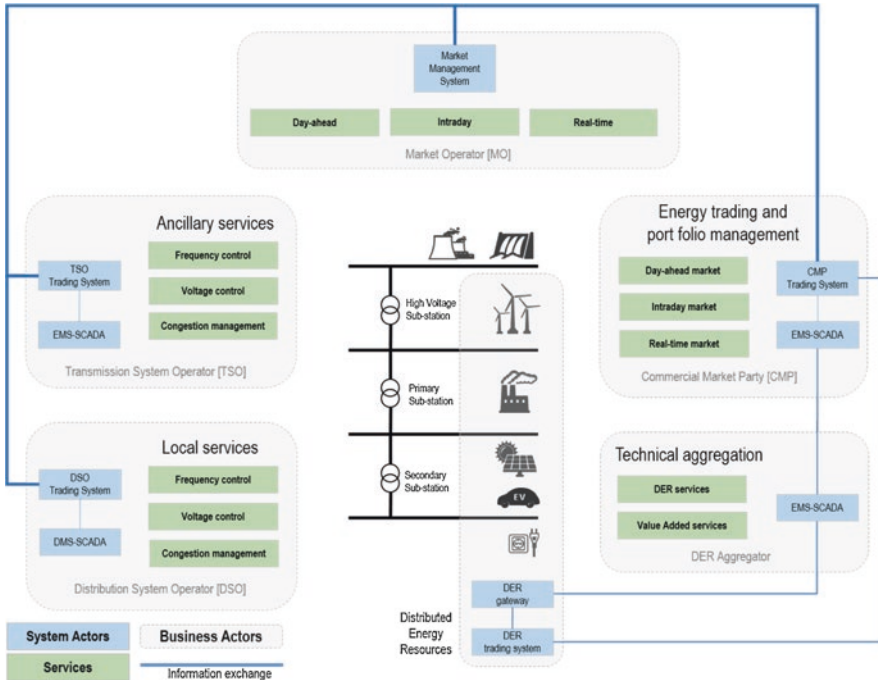 Market
Management
System
Day-ahead
Intraday
Real-time
Market Operator [MO]
Ancillary services
TSO
Trading System
EMS-SCADA
Frequency control
Voltage control
Congestion management
Transmission System Operator [TSO]
High Voltage
Sub-station
Primary
Sub-station
Secondary
Sub-station
EV
Energy trading and
port folio management
Day-ahead market
Intraday market
Real-time market
CMP
Trading System
EMS-SCADA
Commercial Market Party [CMP]
Local services
DSO
Trading System
DMS-SCADA
Frequency control
Voltage control
Congestion management
Distribution System Operator [DSO]
Technical aggregation
DER services
Value Added services
EMS-SCADA
DER Aggregator
Distributed
Energy
Resources
DER
gateway
DER
trading system
System Actors
Business Actors
Services
Information exchange